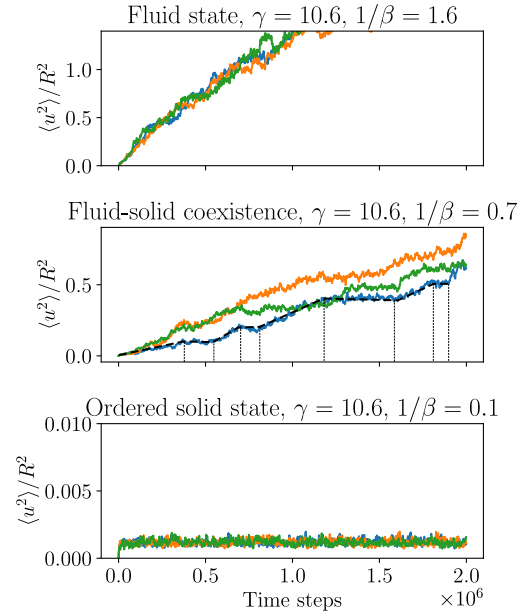 Fluid state, γ = 10.6, 1/β = 1.6
⟨u²⟩/R²
1.0
0.5
0.0
Fluid-solid coexistence, γ = 10.6, 1/β = 0.7
⟨u²⟩/R²
0.5
0.0
Ordered solid state, γ = 10.6, 1/β = 0.1
⟨u²⟩/R²
0.010
0.005
0.000
0.0 0.5 1.0 1.5 2.0
Time steps ×10⁶